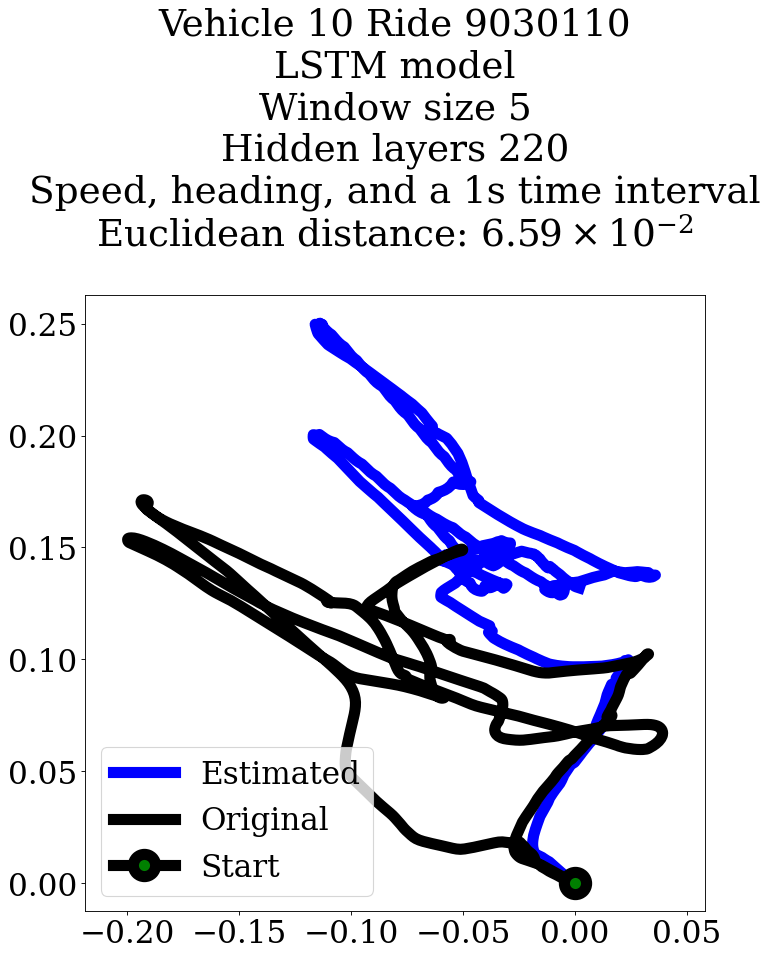 Vehicle 10 Ride 9030110
LSTM model
Window size 5
Hidden layers 220
Speed, heading, and a 1s time interval
Euclidean distance: 6.59 × 10⁻²
0.25
0.20
0.15
0.10
0.05
0.00
Estimated
Original
Start
−0.20 −0.15 −0.10 −0.05 0.00 0.05